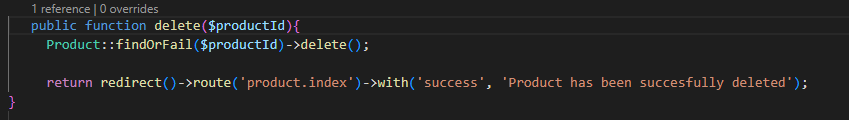 1 reference | 0 overrides
public function delete($productId){
Product::findOrFail($productId)->delete();
return redirect()->route('product.index')->with('success', 'Product has been succesfully deleted');
}